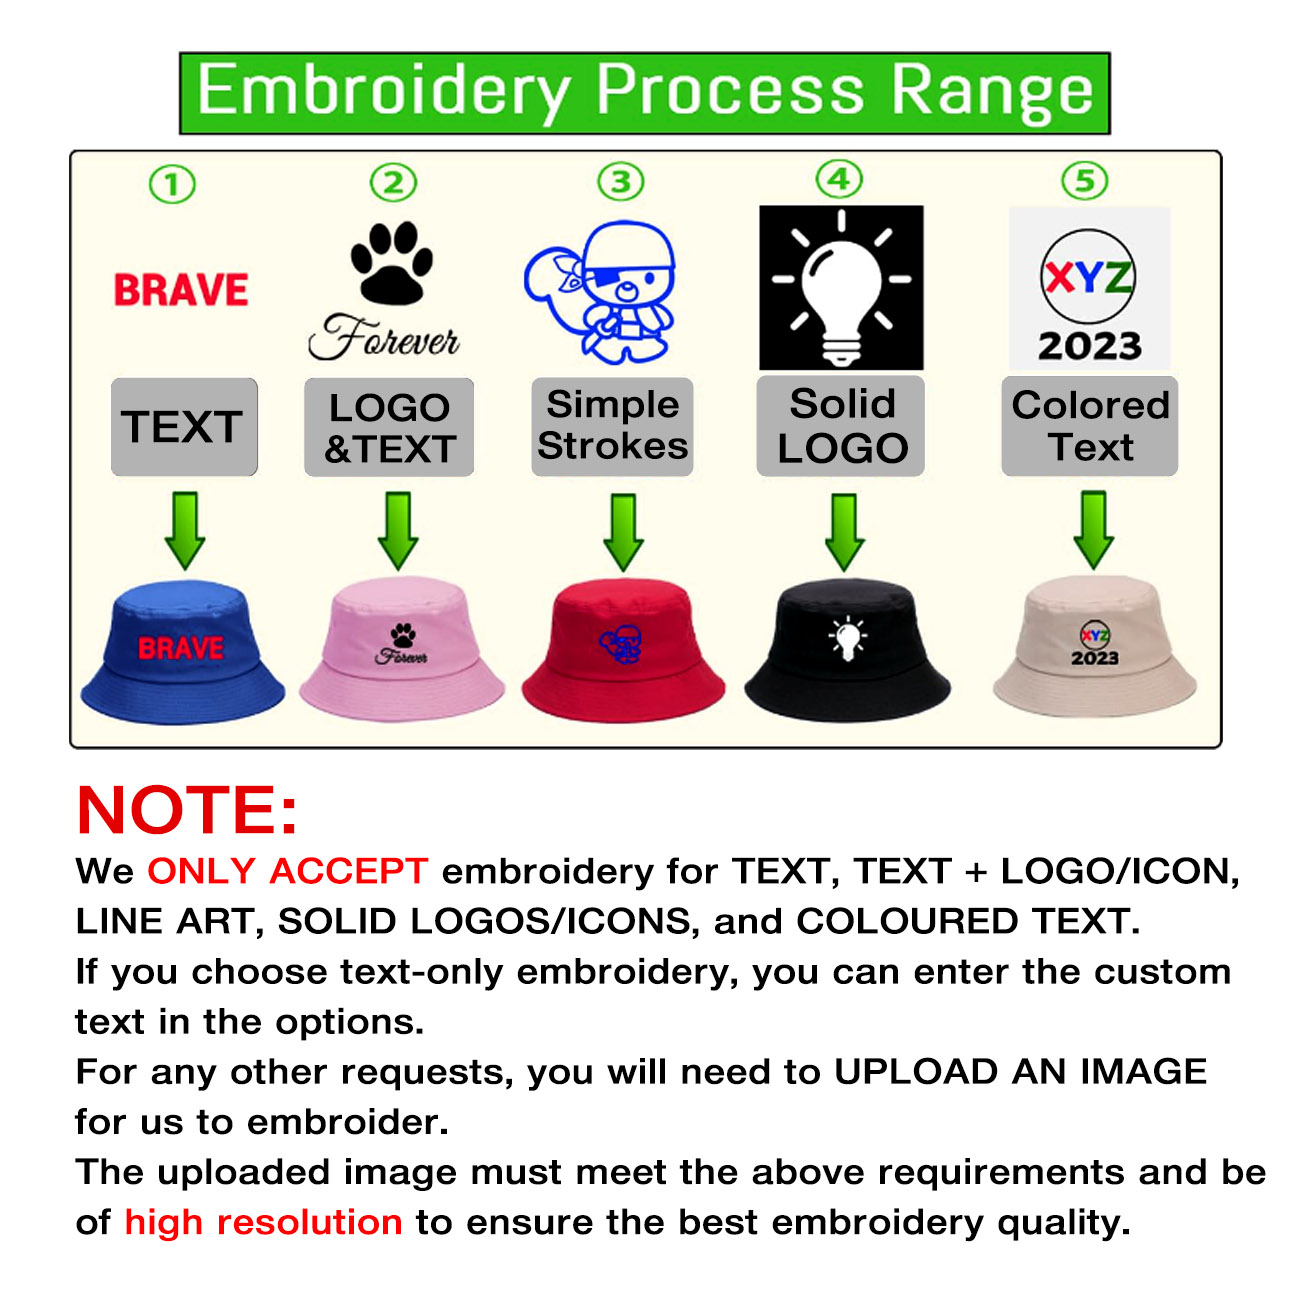 Embroidery Process Range
① ② ③ ④ ⑤
BRAVE
Forever
XYZ
2023
TEXT
LOGO
&TEXT
Simple
Strokes
Solid
LOGO
Colored
Text
BRAVE
Forever
XYZ
2023
NOTE:
We ONLY ACCEPT embroidery for TEXT, TEXT + LOGO/ICON,
LINE ART, SOLID LOGOS/ICONS, and COLOURED TEXT.
If you choose text-only embroidery, you can enter the custom
text in the options.
For any other requests, you will need to UPLOAD AN IMAGE
for us to embroider.
The uploaded image must meet the above requirements and be
of high resolution to ensure the best embroidery quality.